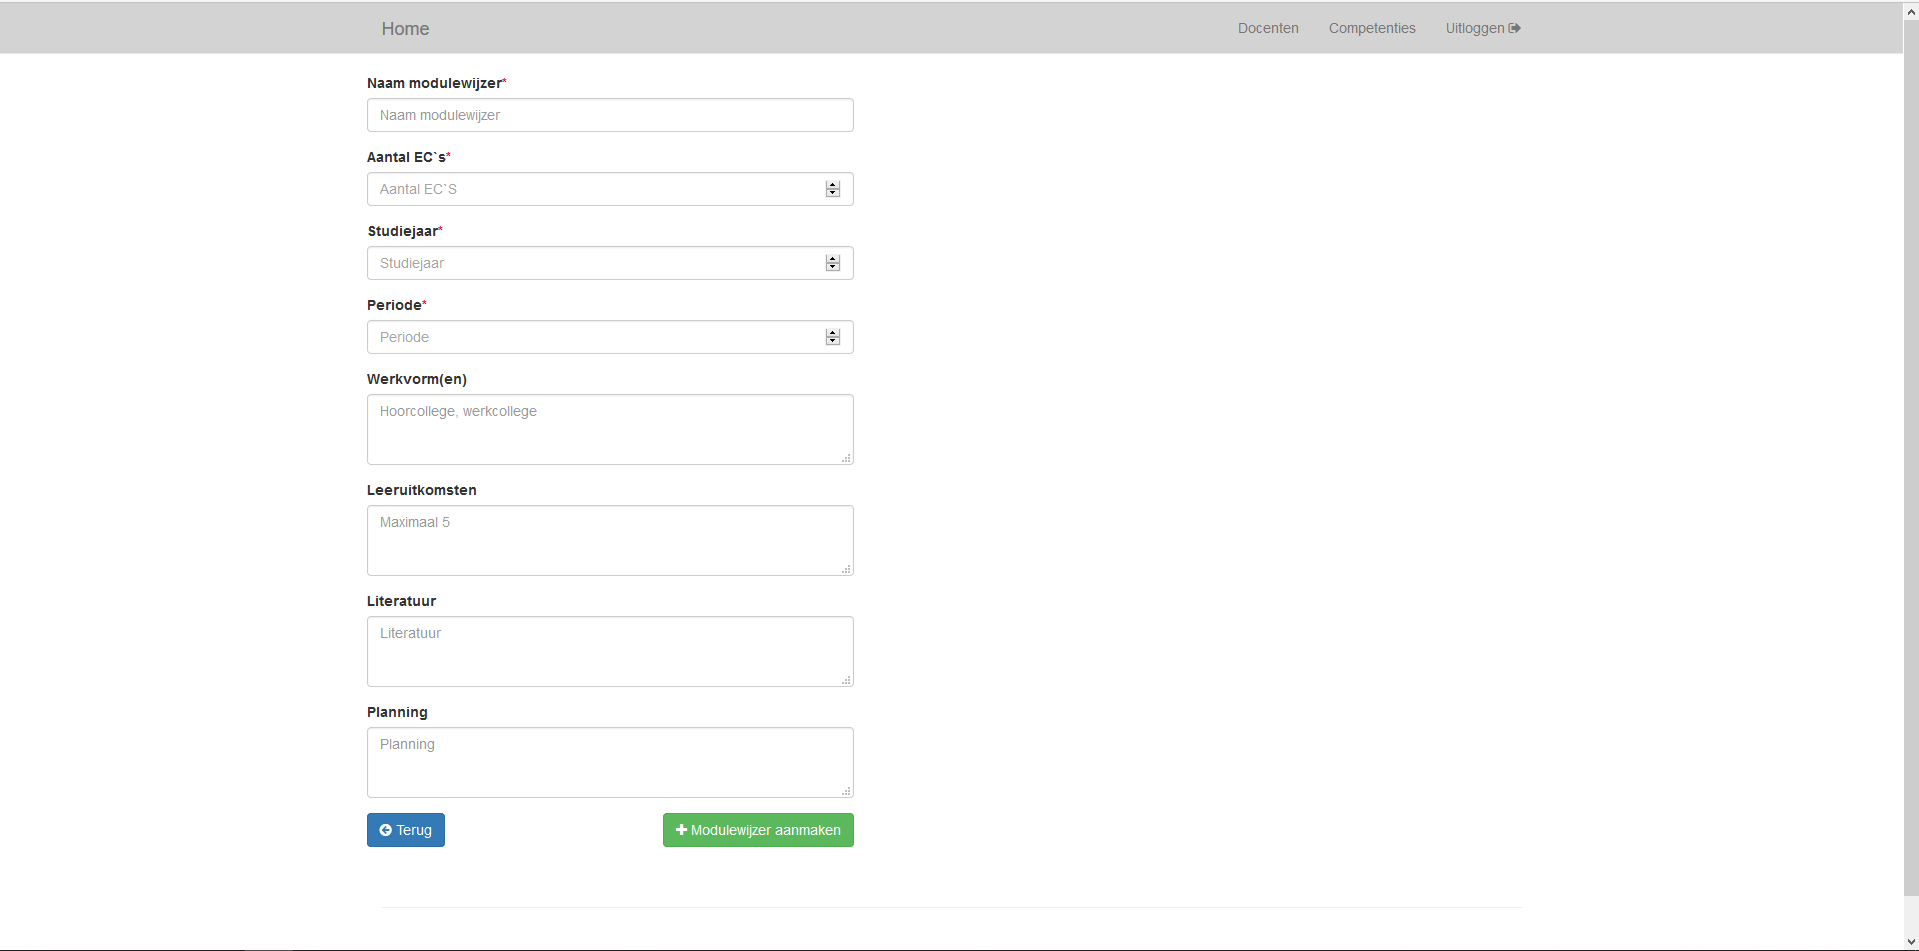 Home Docenten Competenties Uitloggen
Naam modulewijzer*
Naam modulewijzer
Aantal EC`s*
Aantal EC`S
Studiejaar*
Studiejaar
Periode*
Periode
Werkvorm(en)
Hoorcollege, werkcollege
Leeruitkomsten
Maximaal 5
Literatuur
Literatuur
Planning
Planning
Terug Modulewijzer aanmaken